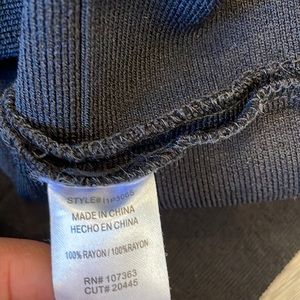 MADE IN CHINA
HECHO EN CHINA
100% RAYON / 100% RAYON
RN# 107363
CUT# 20445